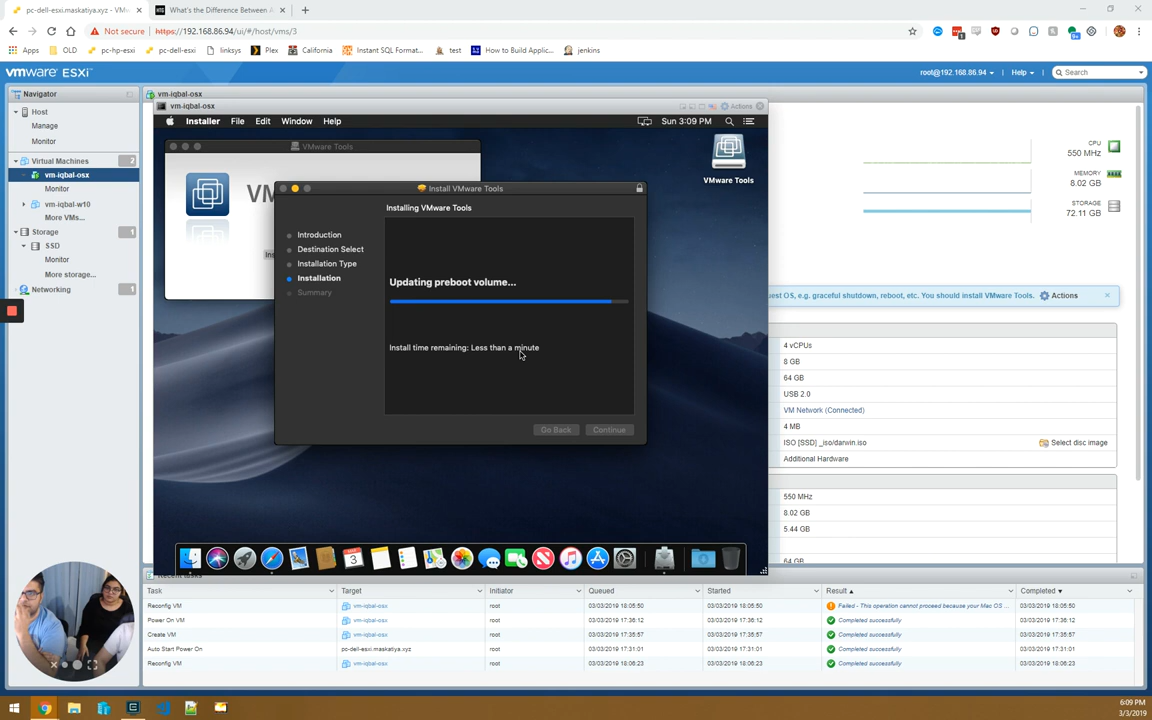 pc-dell-esxi.maskatiya.xyz - VM
What's the Difference Between A
Not secure
https://192.168.86.94/ui/#/host/vms/3
Apps
OLD
pc-hp-esxi
pc-dell-esxi
linksys
Plex
California
Instant SQL Format...
test
How to Build Applic...
jenkins
vmware ESXi
root@192.168.86.94
Help
Search
Navigator
Host
Manage
Monitor
Virtual Machines
2
vm-iqbal-osx
Monitor
vm-iqbal-w10
More VMs...
Storage
1
SSD
Monitor
More storage...
Networking
1
vm-iqbal-osx
vm-iqbal-osx
Actions
Installer
File
Edit
Window
Help
Sun 3:09 PM
VMware Tools
VMware Tools
VM
Ins
Install VMware Tools
Installing VMware Tools
Introduction
Destination Select
Installation Type
Installation
Summary
Updating preboot volume...
Install time remaining: Less than a minute
Go Back
Continue
CPU
550 MHz
MEMORY
8.02 GB
STORAGE
72.11 GB
uest OS, e.g. graceful shutdown, reboot, etc. You should install VMware Tools.
Actions
4 vCPUs
8 GB
64 GB
USB 2.0
VM Network (Connected)
4 MB
ISO [SSD] _iso/darwin.iso
Select disc image
Additional Hardware
550 MHz
8.02 GB
5.44 GB
64 GB
Recent tasks
Task
Target
Initiator
Queued
Started
Result
Completed
Reconfig VM
vm-iqbal-osx
root
03/03/2019 18:05:50
03/03/2019 18:05:50
Failed - This operation cannot proceed because your Mac OS ...
03/03/2019 18:05:50
Power On VM
vm-iqbal-osx
root
03/03/2019 17:36:12
03/03/2019 17:36:12
Completed successfully
03/03/2019 17:36:12
Create VM
vm-iqbal-osx
root
03/03/2019 17:35:57
03/03/2019 17:35:57
Completed successfully
03/03/2019 17:35:57
Auto Start Power On
pc-dell-esxi.maskatiya.xyz
root
03/03/2019 17:31:01
03/03/2019 17:31:01
Completed successfully
03/03/2019 17:31:01
Reconfig VM
vm-iqbal-osx
root
03/03/2019 18:06:23
03/03/2019 18:06:23
Completed successfully
03/03/2019 18:06:23
6:09 PM
3/3/2019